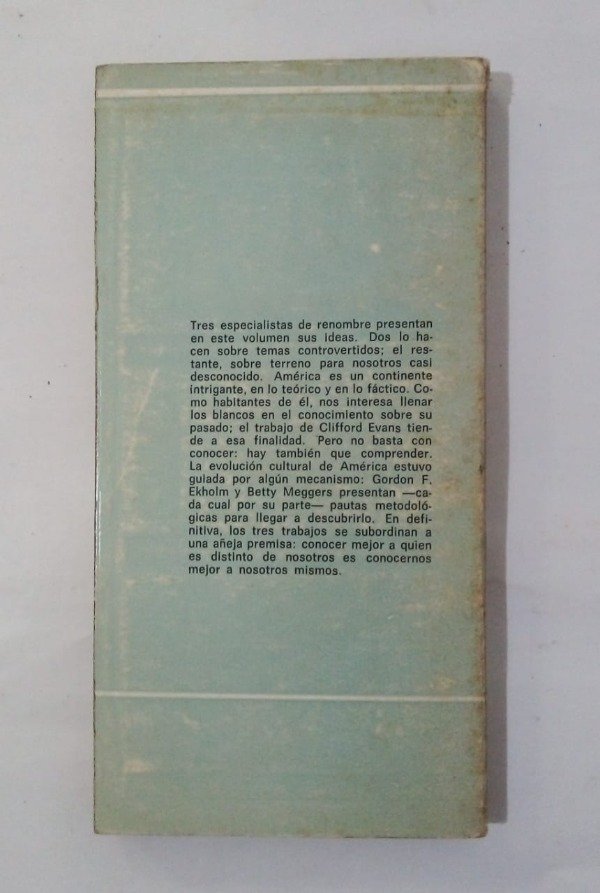 Tres especialistas de renombre presentan
en este volumen sus ideas. Dos lo ha-
cen sobre temas controvertidos; el res-
tante, sobre terreno para nosotros casi
desconocido. América es un continente
intrigante, en lo teórico y en lo fáctico. Co-
mo habitantes de él, nos interesa llenar
los blancos en el conocimiento sobre su
pasado; el trabajo de Clifford Evans tien-
de a esa finalidad. Pero no basta con
conocer: hay también que comprender.
La evolución cultural de América estuvo
guiada por algún mecanismo: Gordon F.
Ekholm y Betty Meggers presentan —ca-
da cual por su parte— pautas metodoló-
gicas para llegar a descubrirlo. En defi-
nitiva, los tres trabajos se subordinan a
una añeja premisa: conocer mejor a quien
es distinto de nosotros es conocernos
mejor a nosotros mismos.